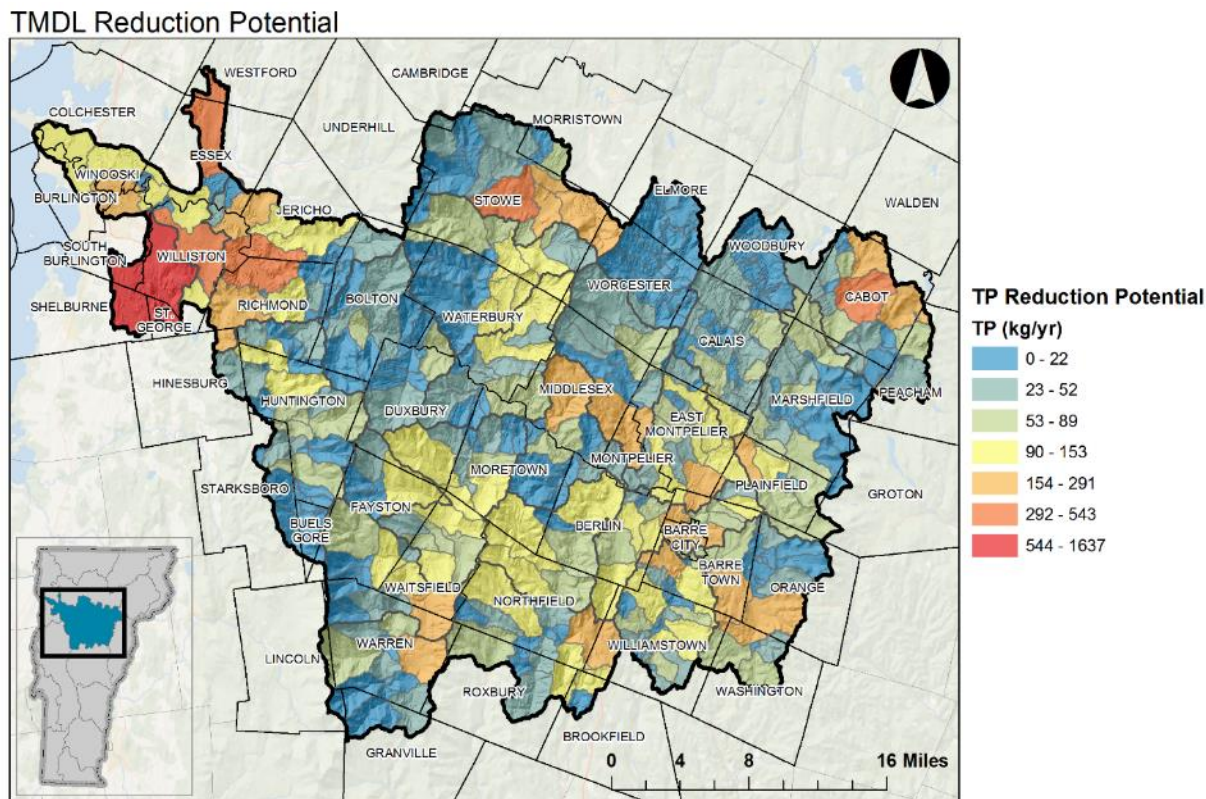 TMDL Reduction Potential
WESTFORD
CAMBRIDGE
COLCHESTER
MORRISTOWN
UNDERHILL
ESSEX
WINOOSKI
ELMORE
WALDEN
BURLINGTON
STOWE
JERICHO
WOODBURY
SOUTH
BURLINGTON
WILLISTON
WORCESTER
CABOT
SHELBURNE
RICHMOND
BOLTON
ST.
GEORGE
WATERBURY
CALAIS
HINESBURG
MIDDLESEX
PEACHAM
HUNTINGTON
DUXBURY
MARSHFIELD
EAST
MONTPELIER
MONTPELIER
MORETOWN
STARKSBORO
PLAINFIELD
GROTON
FAYSTON
BUELS
GORE
BERLIN
BARRE
CITY
BARRE
TOWN
WAITSFIELD
ORANGE
NORTHFIELD
WARREN
WILLIAMSTOWN
LINCOLN
ROXBURY
WASHINGTON
BROOKFIELD
GRANVILLE
0 4 8 16 Miles
TP Reduction Potential
TP (kg/yr)
0 - 22
23 - 52
53 - 89
90 - 153
154 - 291
292 - 543
544 - 1637